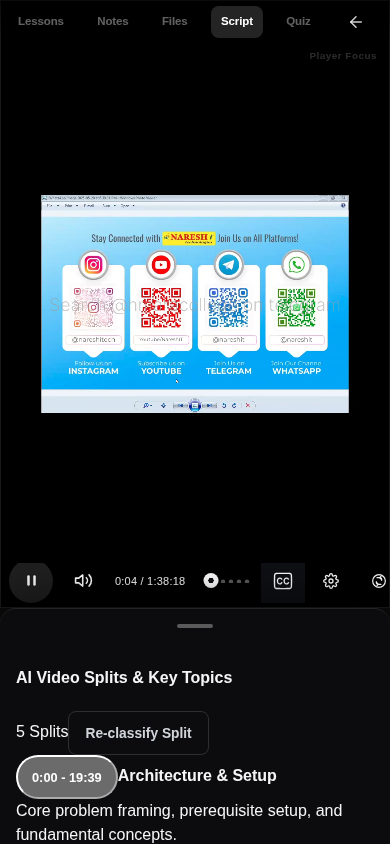 Lessons Notes Files Script Quiz
Player Focus
Stay Connected with NARESH Join Us on All Platforms!
@nareshitech
@nareshit
@nareshit
Follow us on
INSTAGRAM
Subscribe us on
YOUTUBE
Join Us on
TELEGRAM
Join Our Channel
WHATSAPP
0:04 / 1:38:18
CC
AI Video Splits & Key Topics
5 Splits Re-classify Split
0:00 - 19:39 Architecture & Setup
Core problem framing, prerequisite setup, and
fundamental concepts.